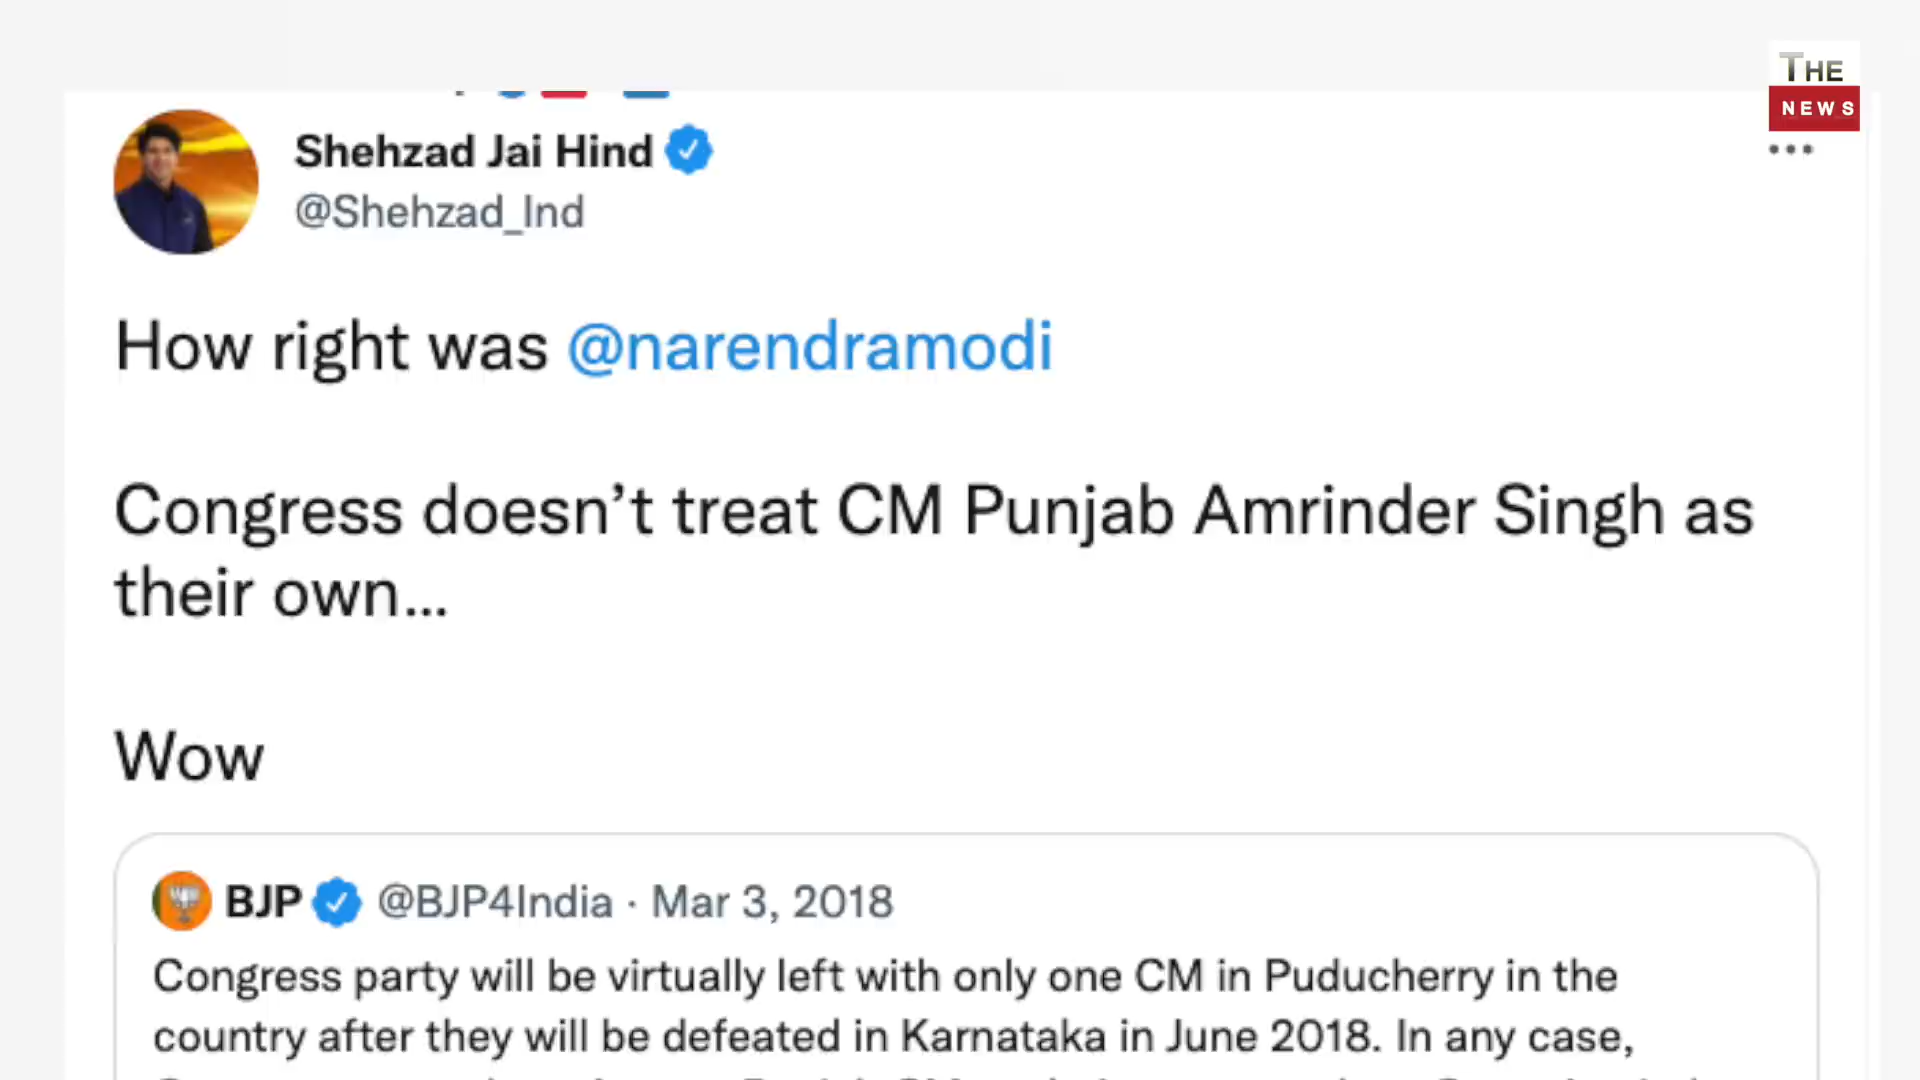 THE
NEWS
Shehzad Jai Hind
@Shehzad_Ind
How right was @narendramodi
Congress doesn't treat CM Punjab Amrinder Singh as
their own...
Wow
BJP @BJP4India · Mar 3, 2018
Congress party will be virtually left with only one CM in Puducherry in the
country after they will be defeated in Karnataka in June 2018. In any case,